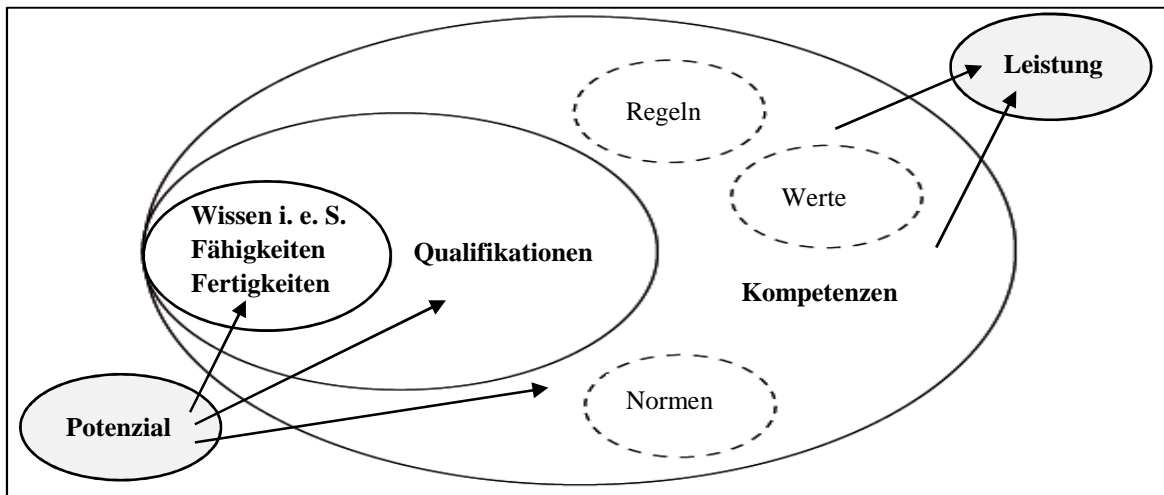 Leistung
Regeln
Werte
Wissen i. e. S.
Fähigkeiten
Fertigkeiten
Qualifikationen
Kompetenzen
Normen
Potenzial